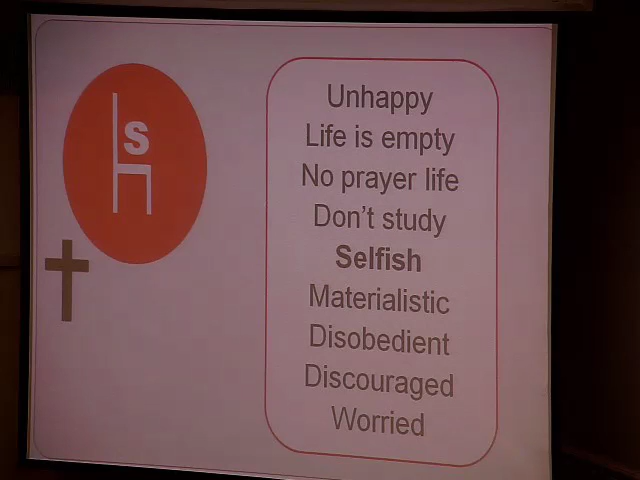 s
Unhappy
Life is empty
No prayer life
Don't study
Selfish
Materialistic
Disobedient
Discouraged
Worried